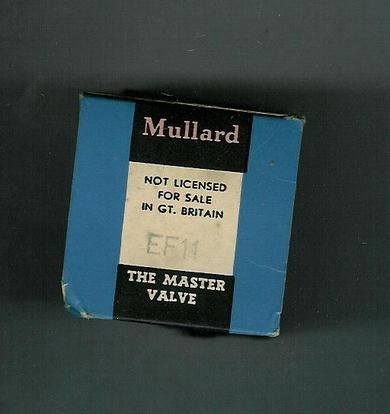 Mullard
NOT LICENSED
FOR SALE
IN GT. BRITAIN
EF11
THE MASTER
VALVE